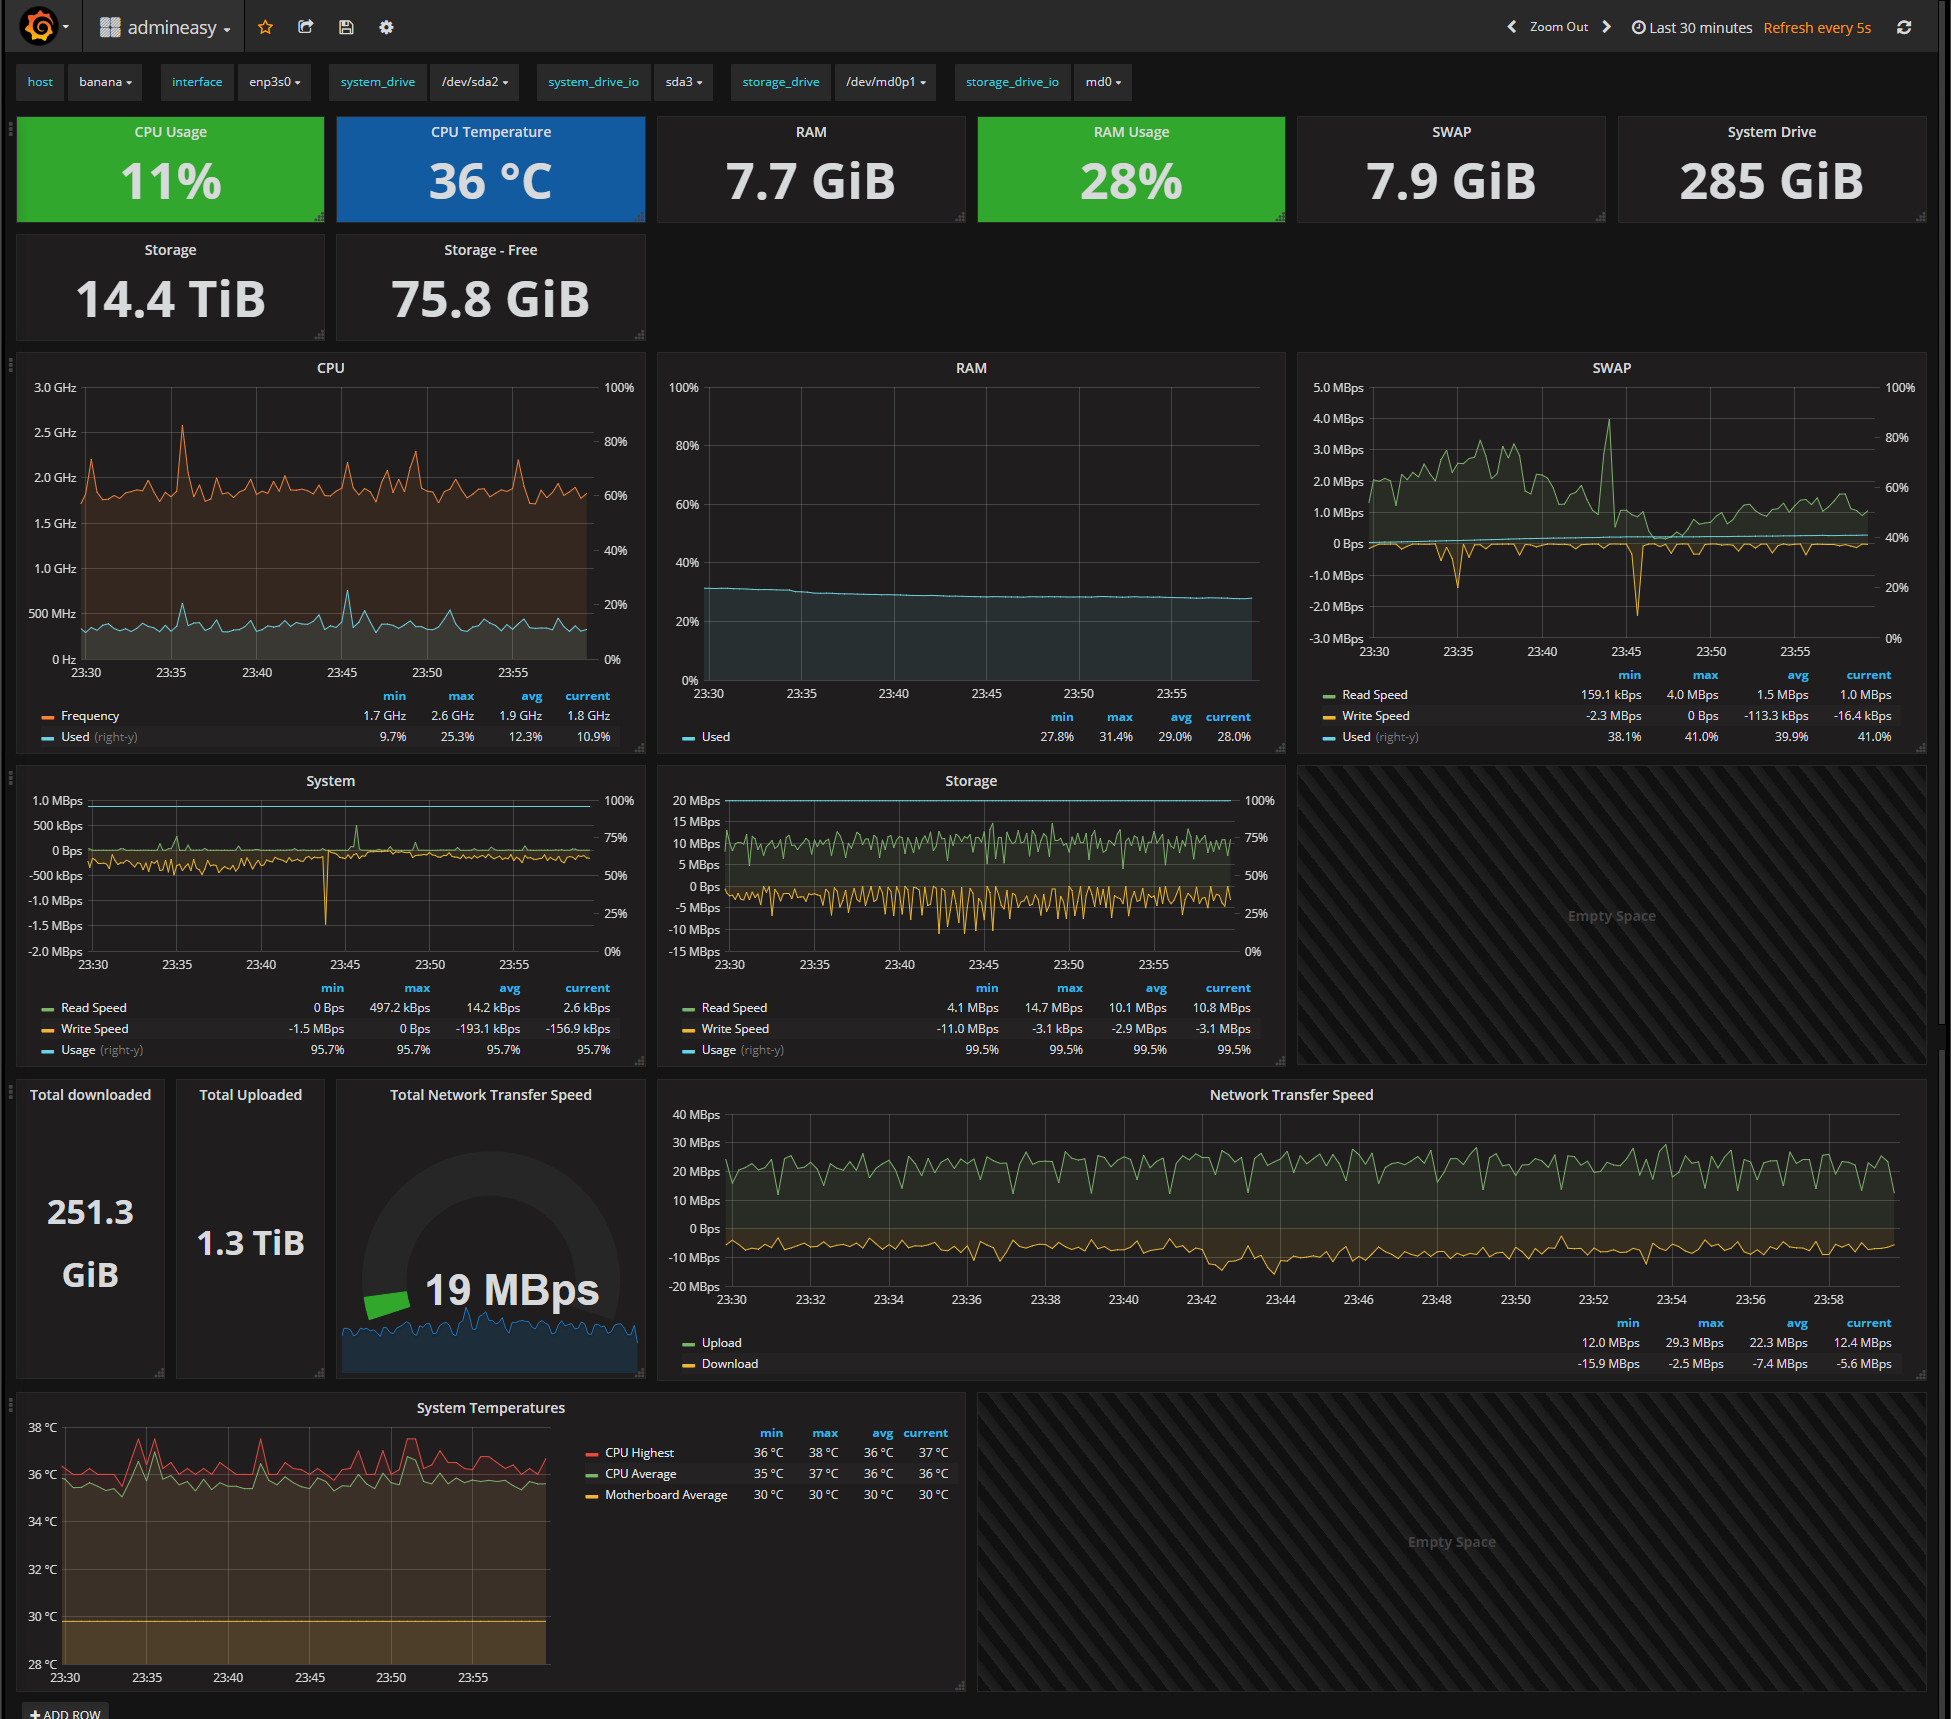 admineasy
Zoom Out Last 30 minutes Refresh every 5s
host banana interface enp3s0 system_drive /dev/sda2 system_drive_io sda3 storage_drive /dev/md0p1 storage_drive_io md0
CPU Usage CPU Temperature RAM RAM Usage SWAP System Drive
11% 36 °C 7.7 GiB 28% 7.9 GiB 285 GiB
Storage Storage - Free
14.4 TiB 75.8 GiB
CPU
3.0 GHz 100%
2.5 GHz 80%
2.0 GHz 60%
1.5 GHz
40%
1.0 GHz
500 MHz 20%
0 Hz 0%
23:30 23:35 23:40 23:45 23:50 23:55
min max avg current
Frequency 1.7 GHz 2.6 GHz 1.9 GHz 1.8 GHz
Used (right-y) 9.7% 25.3% 12.3% 10.9%
RAM
100%
80%
60%
40%
20%
0%
23:30 23:35 23:40 23:45 23:50 23:55
min max avg current
Used 27.8% 31.4% 29.0% 28.0%
SWAP
5.0 MBps 100%
4.0 MBps
80%
3.0 MBps
2.0 MBps 60%
1.0 MBps
0 Bps 40%
-1.0 MBps
20%
-2.0 MBps
-3.0 MBps 0%
23:30 23:35 23:40 23:45 23:50 23:55
min max avg current
Read Speed 159.1 kBps 4.0 MBps 1.5 MBps 1.0 MBps
Write Speed -2.3 MBps 0 Bps -113.3 kBps -16.4 kBps
Used (right-y) 38.1% 41.0% 39.9% 41.0%
System
1.0 MBps 100%
500 kBps
75%
0 Bps
-500 kBps 50%
-1.0 MBps
25%
-1.5 MBps
-2.0 MBps 0%
23:30 23:35 23:40 23:45 23:50 23:55
min max avg current
Read Speed 0 Bps 497.2 kBps 14.2 kBps 2.6 kBps
Write Speed -1.5 MBps 0 Bps -193.1 kBps -156.9 kBps
Usage (right-y) 95.7% 95.7% 95.7% 95.7%
Storage
20 MBps 100%
15 MBps
10 MBps 75%
5 MBps
0 Bps 50%
-5 MBps 25%
-10 MBps
-15 MBps 0%
23:30 23:35 23:40 23:45 23:50 23:55
min max avg current
Read Speed 4.1 MBps 14.7 MBps 10.1 MBps 10.8 MBps
Write Speed -11.0 MBps -3.1 kBps -2.9 MBps -3.1 MBps
Usage (right-y) 99.5% 99.5% 99.5% 99.5%
Empty Space
Total downloaded
251.3
GiB
Total Uploaded
1.3 TiB
Total Network Transfer Speed
19 MBps
Network Transfer Speed
40 MBps
30 MBps
20 MBps
10 MBps
0 Bps
-10 MBps
-20 MBps
23:30 23:32 23:34 23:36 23:38 23:40 23:42 23:44 23:46 23:48 23:50 23:52 23:54 23:56 23:58
min max avg current
Upload 12.0 MBps 29.3 MBps 22.3 MBps 12.4 MBps
Download -15.9 MBps -2.5 MBps -7.4 MBps -5.6 MBps
System Temperatures
38 °C
36 °C
34 °C
32 °C
30 °C
28 °C
23:30 23:35 23:40 23:45 23:50 23:55
min max avg current
CPU Highest 36 °C 38 °C 36 °C 37 °C
CPU Average 35 °C 37 °C 36 °C 36 °C
Motherboard Average 30 °C 30 °C 30 °C 30 °C
Empty Space
+ ADD ROW